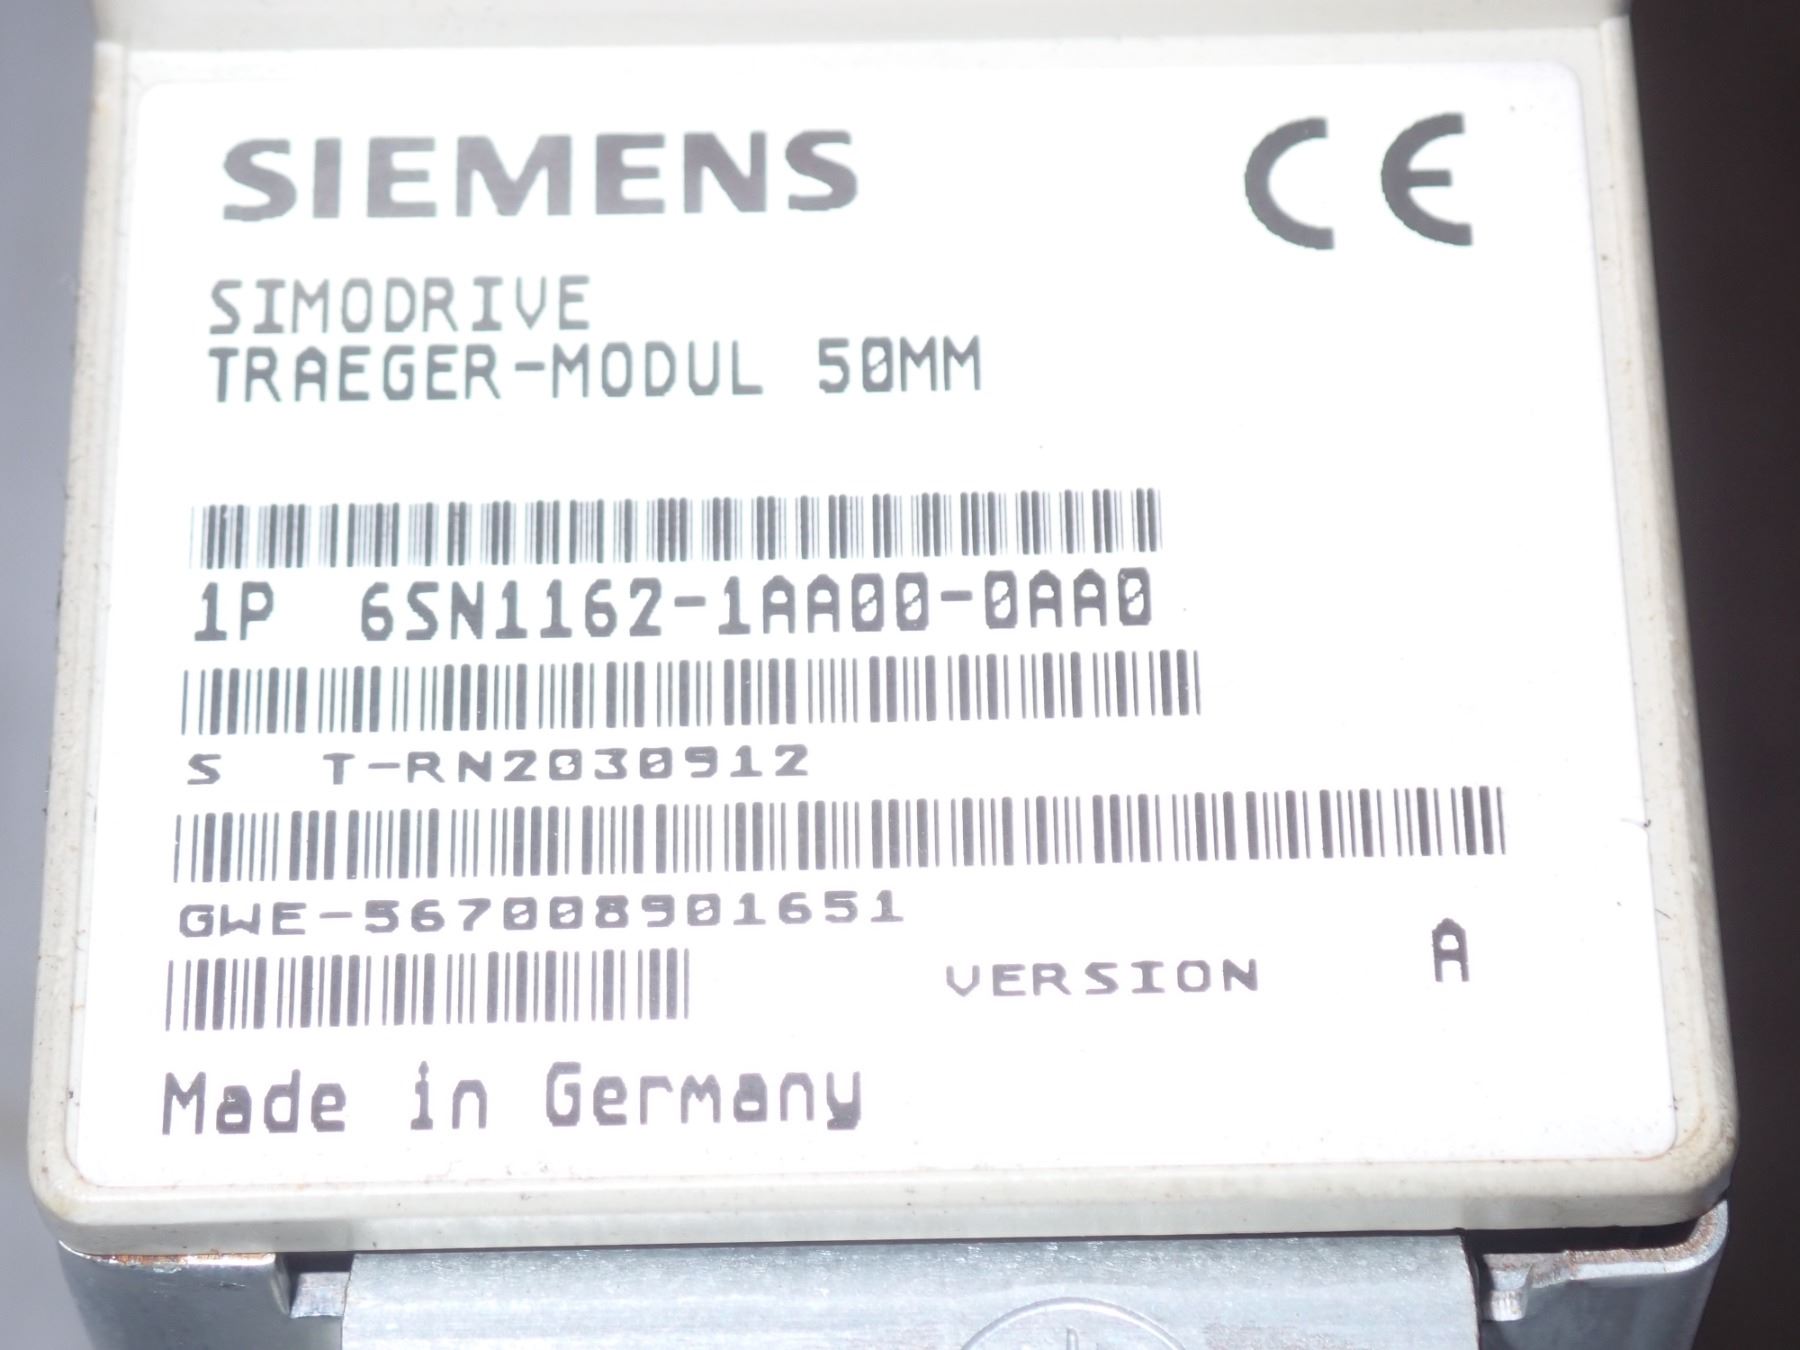 SIEMENS CE
SIMODRIVE
TRAEGER-MODUL 50MM
1P 6SN1162-1AA00-0AA0
S T-RN2030912
GWE-567008901651
VERSION A
Made in Germany